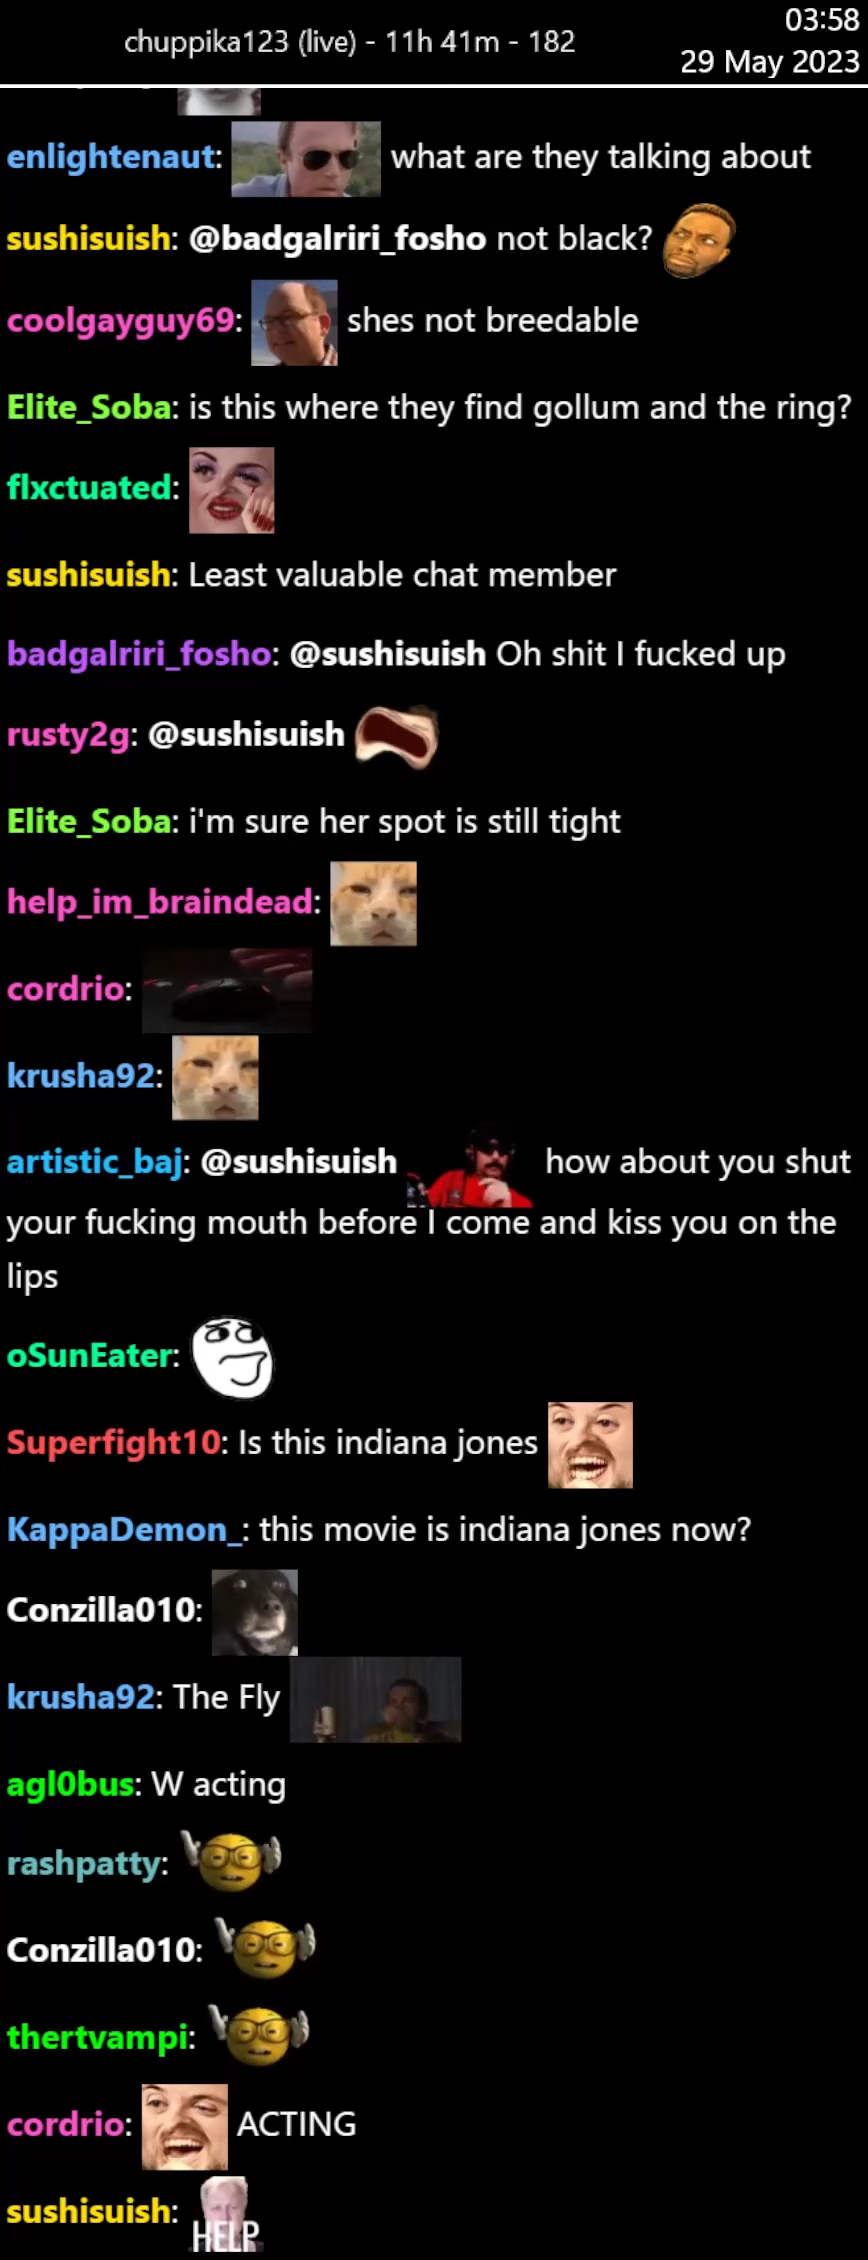 chuppika123 (live) - 11h 41m - 182
03:58
29 May 2023
enlightenaut: what are they talking about
sushisuish: @badgalriri_fosho not black?
coolgayguy69: shes not breedable
Elite_Soba: is this where they find gollum and the ring?
flxctuated:
sushisuish: Least valuable chat member
badgalriri_fosho: @sushisuish Oh shit I fucked up
rusty2g: @sushisuish
Elite_Soba: i'm sure her spot is still tight
help_im_braindead:
cordrio:
krusha92:
artistic_baj: @sushisuish how about you shut
your fucking mouth before I come and kiss you on the
lips
oSunEater:
Superfight10: Is this indiana jones
KappaDemon_: this movie is indiana jones now?
Conzilla010:
krusha92: The Fly
agl0bus: W acting
rashpatty:
Conzilla010:
thertvampi:
cordrio: ACTING
sushisuish: HELP